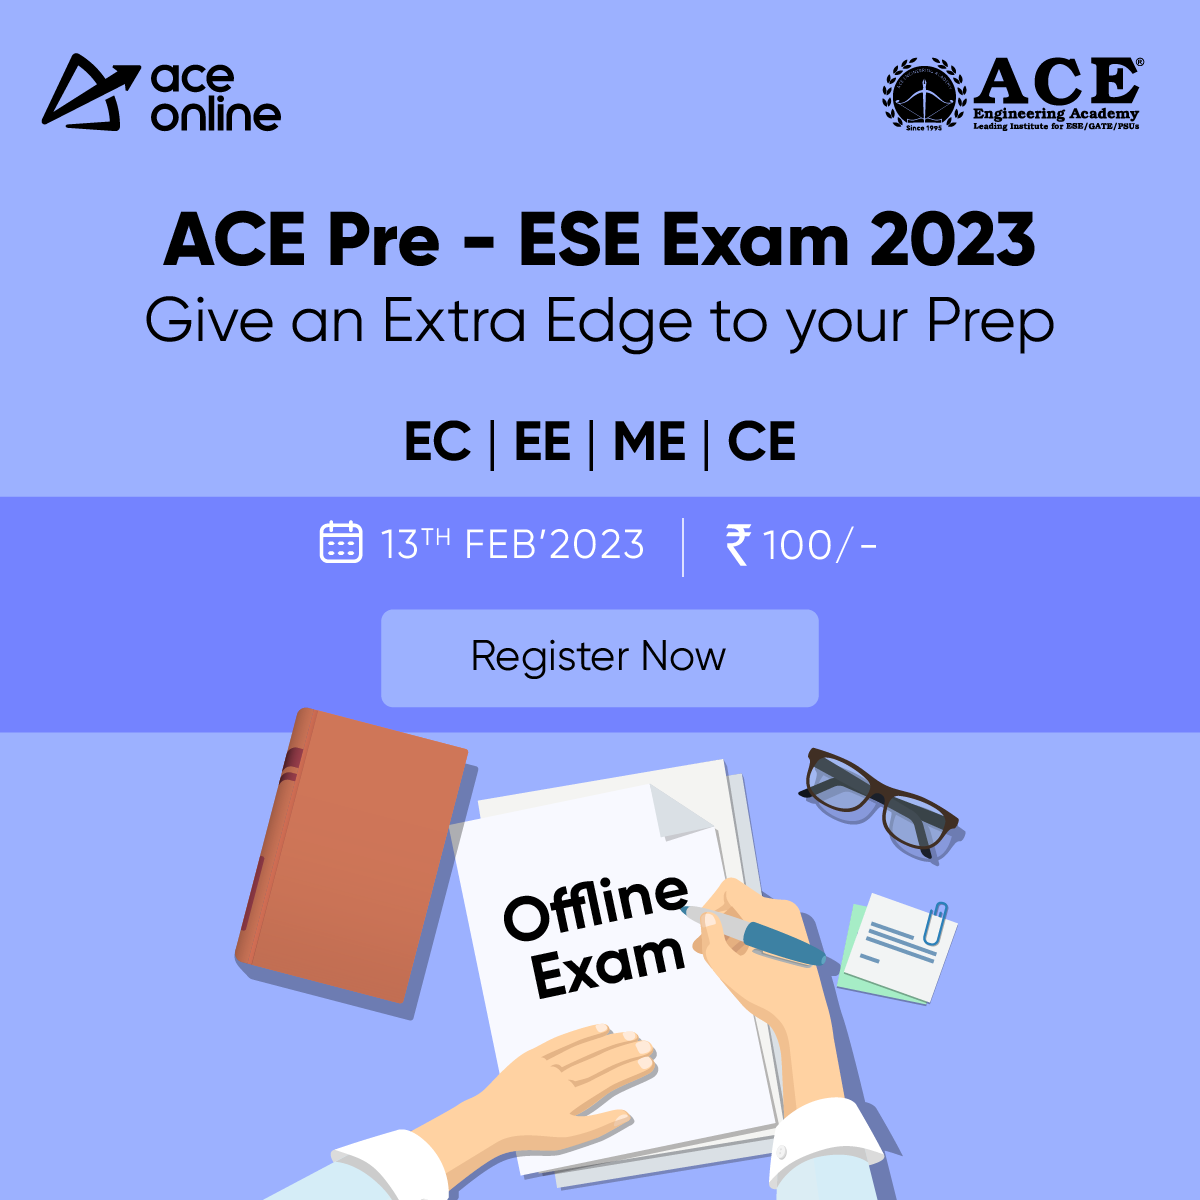 ace
online
ACE®
Engineering Academy
Leading Institute for ESE/GATE/PSUs
Since 1995
ACE Pre - ESE Exam 2023
Give an Extra Edge to your Prep
EC | EE | ME | CE
13TH FEB'2023 | ₹ 100/-
Register Now
Offline
Exam